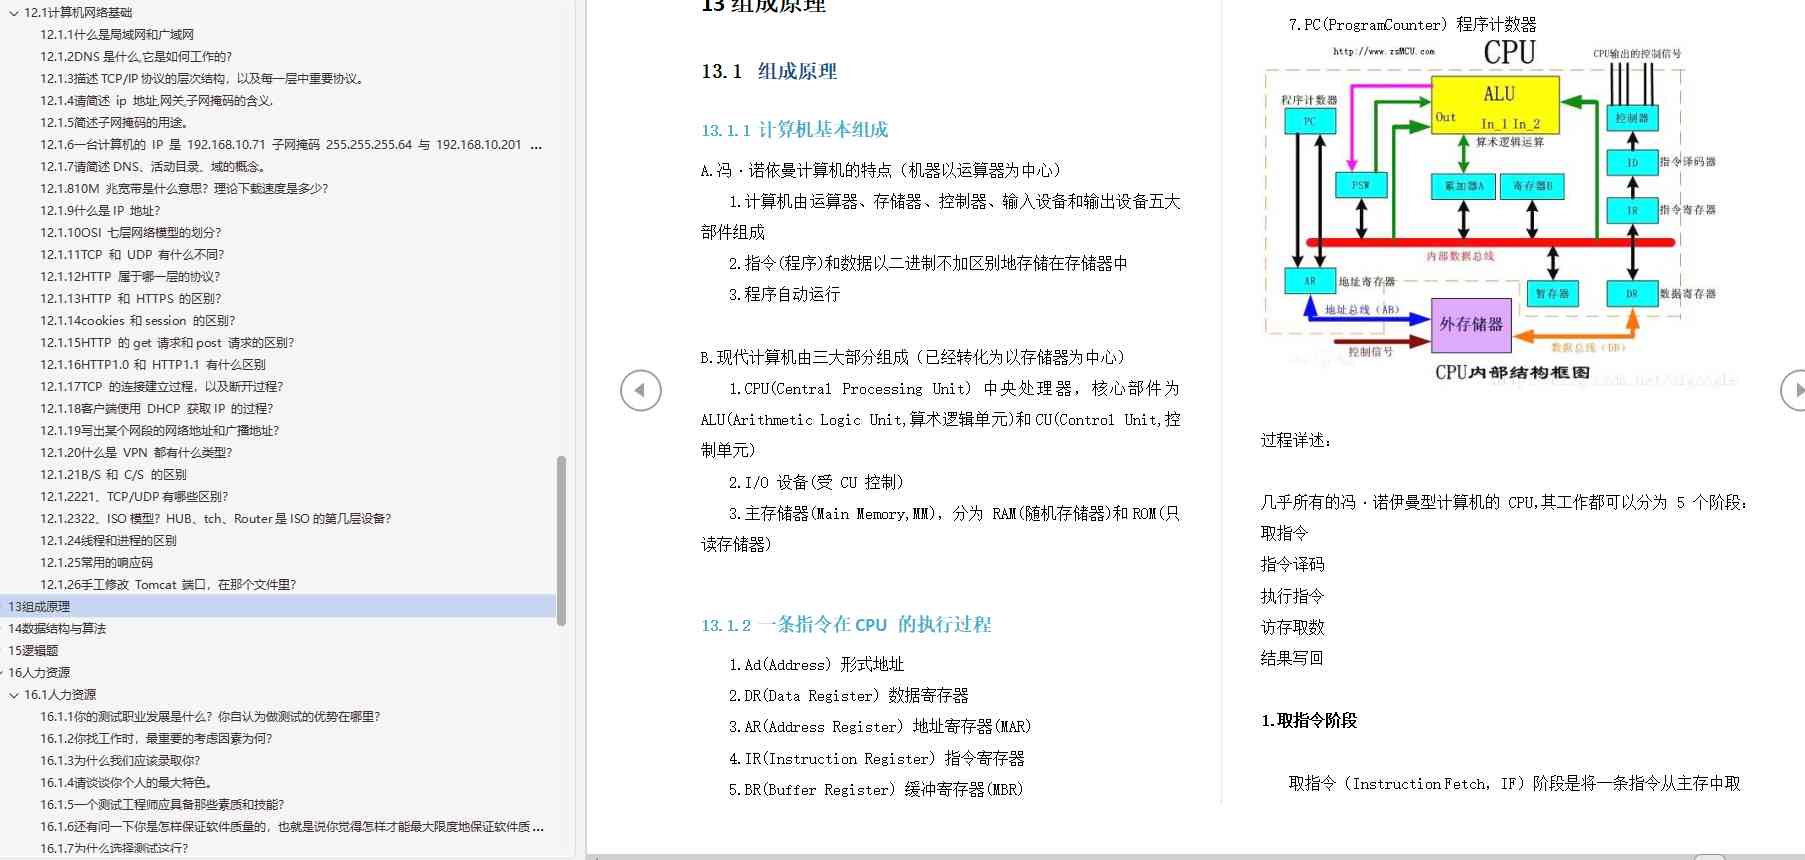 12.1计算机网络基础
12.1.1什么是局域网和广域网
12.1.2DNS 是什么,它是如何工作的?
12.1.3描述 TCP/IP 协议的层次结构，以及每一层中重要协议。
12.1.4请简述 ip 地址,网关,子网掩码的含义,
12.1.5简述子网掩码的用途。
12.1.6一台计算机的 IP 是 192.168.10.71 子网掩码 255.255.255.64 与 192.168.10.201 ...
12.1.7请简述 DNS、活动目录、域的概念。
12.1.810M 兆宽带是什么意思？理论下载速度是多少？
12.1.9什么是 IP 地址？
12.1.10OSI 七层网络模型的划分？
12.1.11TCP 和 UDP 有什么不同？
12.1.12HTTP 属于哪一层的协议？
12.1.13HTTP 和 HTTPS 的区别？
12.1.14cookies 和 session 的区别？
12.1.15HTTP 的 get 请求和 post 请求的区别？
12.1.16HTTP1.0 和 HTTP1.1 有什么区别
12.1.17TCP 的连接建立过程，以及断开过程？
12.1.18客户端使用 DHCP 获取 IP 的过程？
12.1.19写出某个网段的网络地址和广播地址？
12.1.20什么是 VPN 都有什么类型？
12.1.21B/S 和 C/S 的区别
12.1.2221、TCP/UDP 有哪些区别？
12.1.2322、ISO 模型？HUB、tch、Router 是 ISO 的第几层设备？
12.1.24线程和进程的区别
12.1.25常用的响应码
12.1.26手工修改 Tomcat 端口，在那个文件里？
13组成原理
14数据结构与算法
15逻辑题
16人力资源
16.1人力资源
16.1.1你的测试职业发展是什么？你自认为做测试的优势在哪里？
16.1.2你找工作时，最重要的考虑因素为何？
16.1.3为什么我们应该录取你？
16.1.4请谈谈你个人的最大特色。
16.1.5一个测试工程师应具备那些素质和技能？
16.1.6还有问一下你是怎样保证软件质量的，也就是说你觉得怎样才能最大限度地保证软件质 ...
16.1.7为什么选择测试这行？
13 组成原理
13.1 组成原理
13.1.1 计算机基本组成
A.冯·诺依曼计算机的特点（机器以运算器为中心）
1.计算机由运算器、存储器、控制器、输入设备和输出设备五大
部件组成
2.指令(程序)和数据以二进制不加区别地存储在存储器中
3.程序自动运行
B.现代计算机由三大部分组成（已经转化为以存储器为中心）
1.CPU(Central Processing Unit) 中央处理器，核心部件为
ALU(Arithmetic Logic Unit,算术逻辑单元)和 CU(Control Unit,控
制单元)
2.I/O 设备(受 CU 控制)
3.主存储器(Main Memory,MM)，分为 RAM(随机存储器)和 ROM(只
读存储器)
13.1.2 一条指令在 CPU 的执行过程
1.Ad(Address) 形式地址
2.DR(Data Register) 数据寄存器
3.AR(Address Register) 地址寄存器(MAR)
4.IR(Instruction Register) 指令寄存器
5.BR(Buffer Register) 缓冲寄存器(MBR)
7.PC(ProgramCounter) 程序计数器
http://www.zsMCU.com
CPU
CPU输出的控制信号
程序计数器
PC
ALU
Out
In_1 In_2
算术逻辑运算
控制器
ID
指令译码器
PSW
累加器A
寄存器B
IR
指令寄存器
内部数据总线
AR
地址寄存器
暂存器
DR
数据寄存器
地址总线（AB）
外存储器
控制信号
数据总线（DB）
CPU内部结构框图
过程详述：
几乎所有的冯·诺伊曼型计算机的 CPU,其工作都可以分为 5 个阶段：
取指令
指令译码
执行指令
访存取数
结果写回
1.取指令阶段
取指令（Instruction Fetch，IF）阶段是将一条指令从主存中取